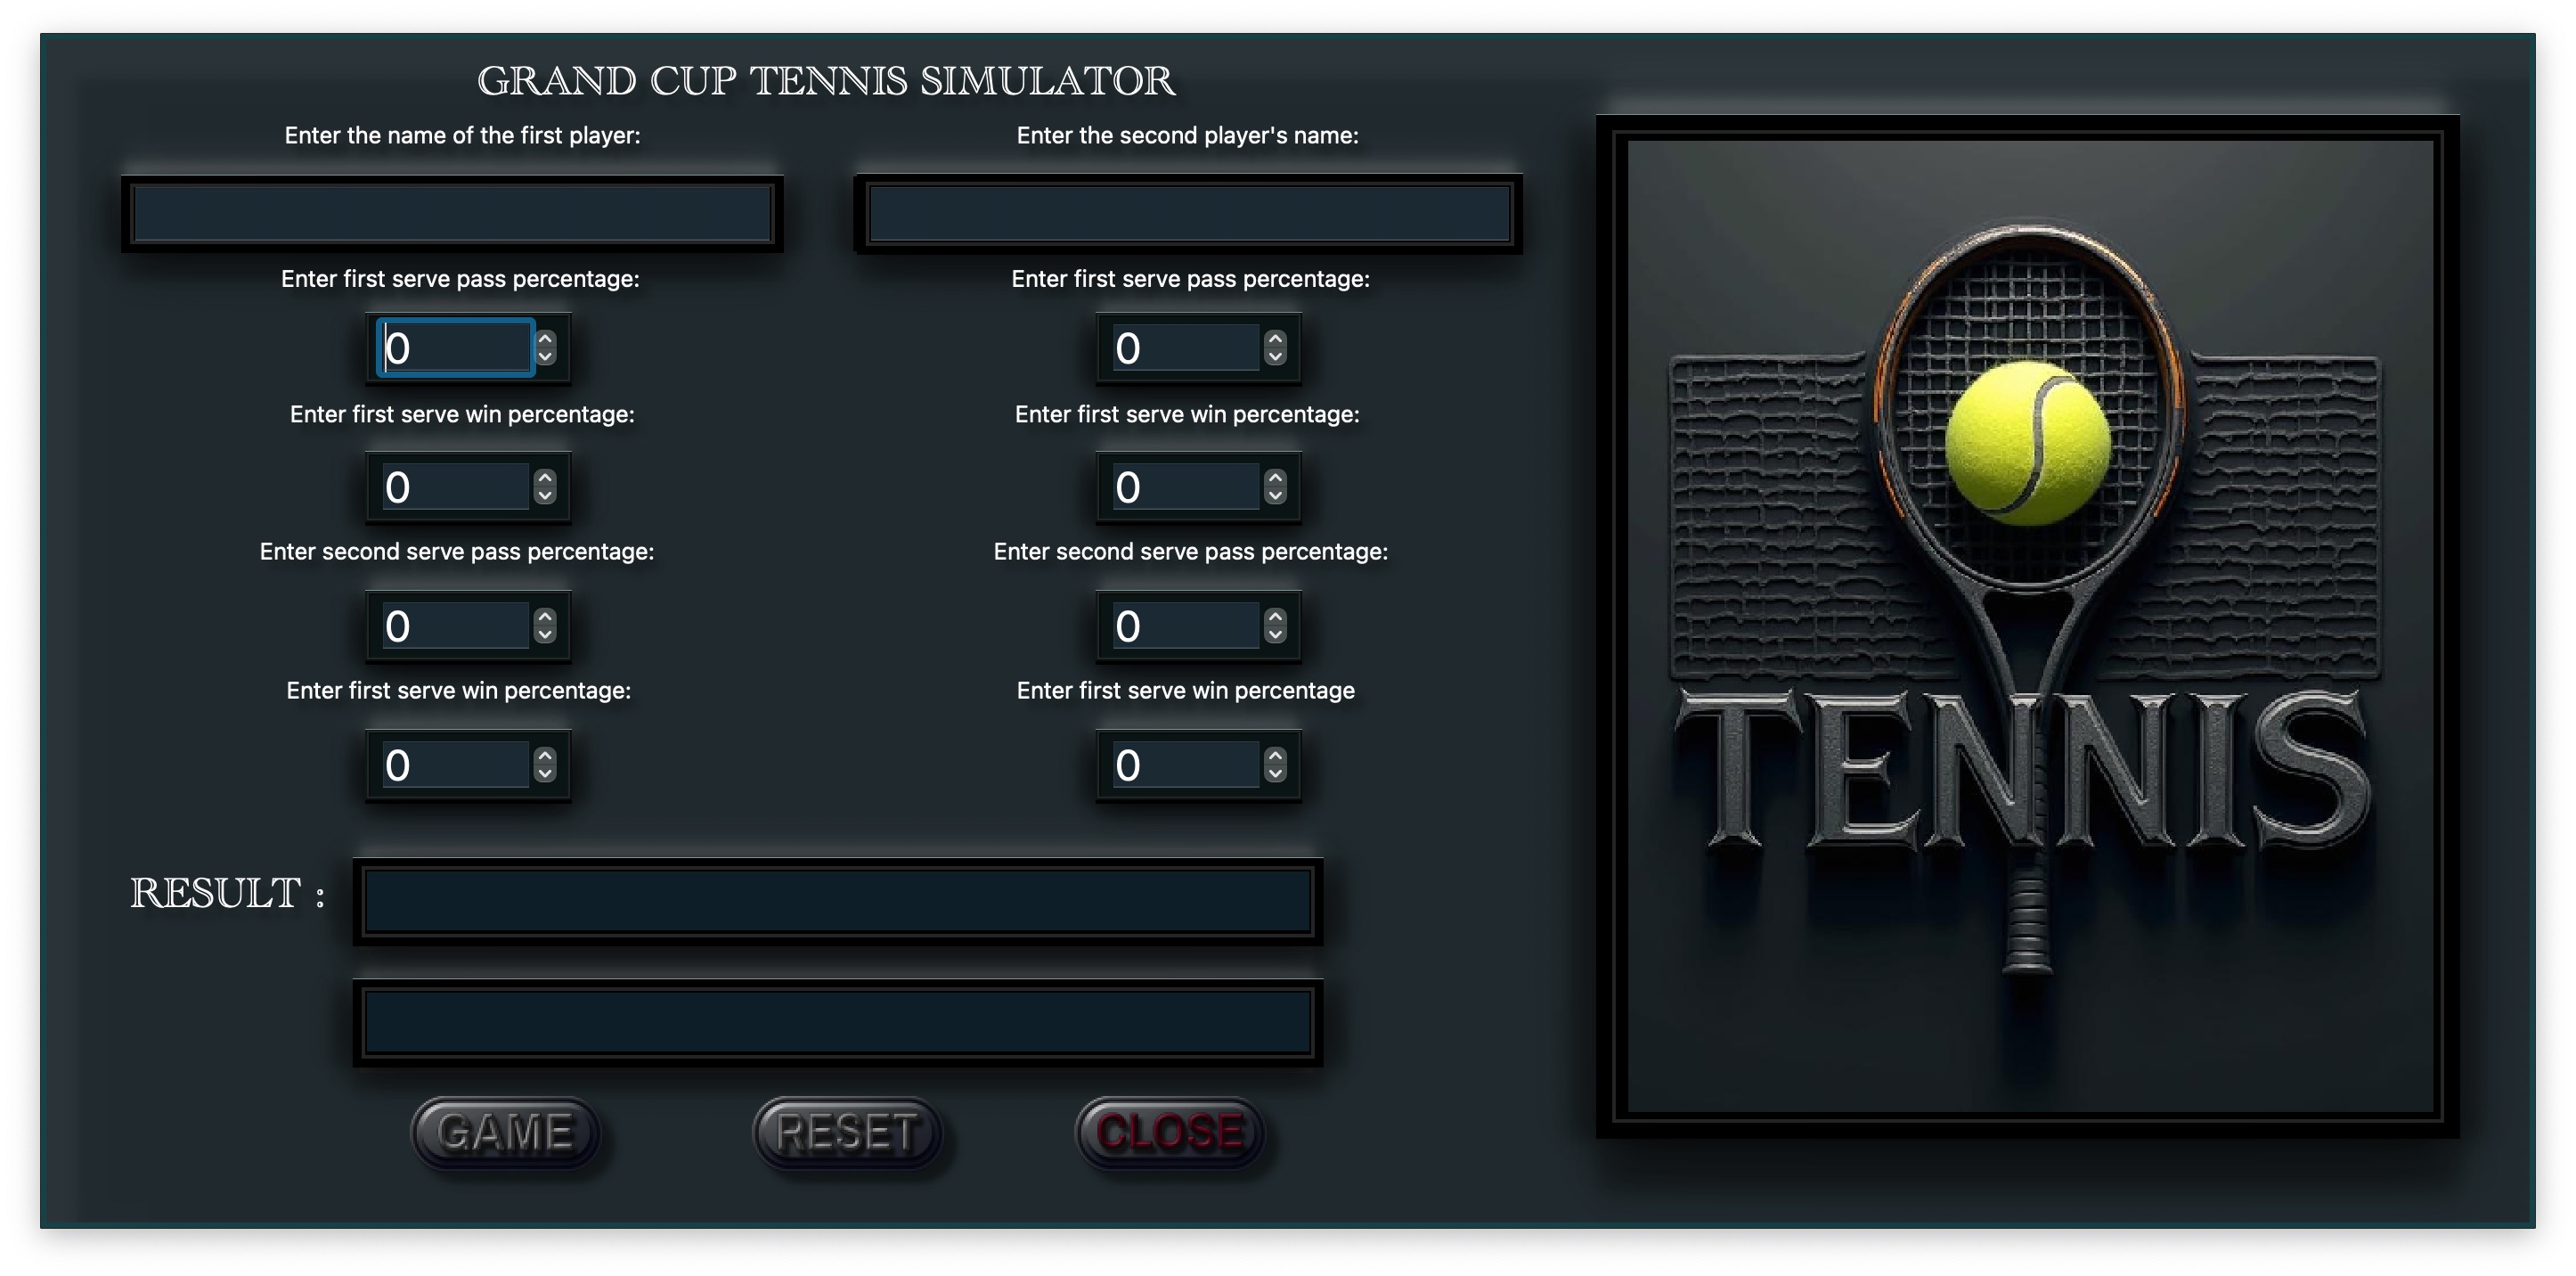 GRAND CUP TENNIS SIMULATOR
Enter the name of the first player:
Enter the second player's name:
Enter first serve pass percentage:
Enter first serve pass percentage:
0
0
Enter first serve win percentage:
Enter first serve win percentage:
0
0
Enter second serve pass percentage:
Enter second serve pass percentage:
0
0
Enter first serve win percentage:
Enter first serve win percentage
0
0
RESULT :
GAME
RESET
CLOSE
TENNIS